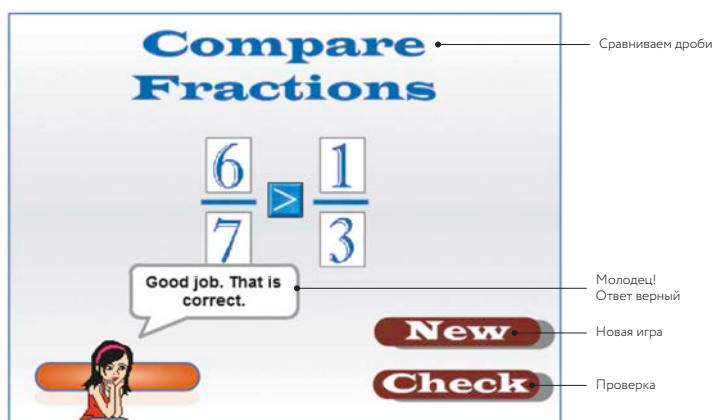 Compare
Fractions
Сравниваем дроби
6 > 1
7 3
Good job. That is
correct.
Молодец!
Ответ верный
New
Новая игра
Check
Проверка